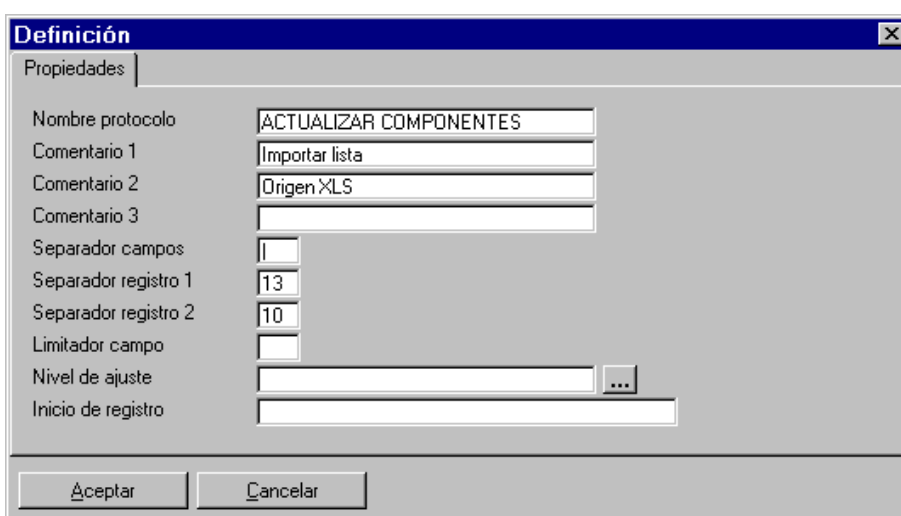 Definición
Propiedades
Nombre protocolo ACTUALIZAR COMPONENTES
Comentario 1 Importar lista
Comentario 2 Origen XLS
Comentario 3
Separador campos |
Separador registro 1 13
Separador registro 2 10
Limitador campo
Nivel de ajuste ...
Inicio de registro
Aceptar Cancelar